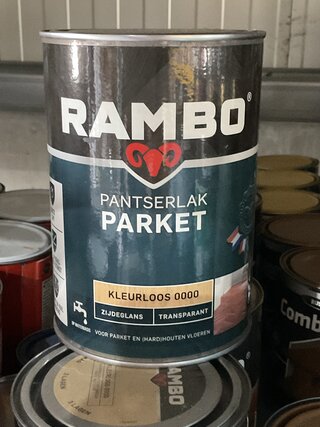 RAMBO®
PANTSERLAK
PARKET
KLEURLOOS 0000
ZIJDEGLANS
TRANSPARANT
VOOR PARKET EN (HARD)HOUTEN VLOEREN
Comb
RAMBO